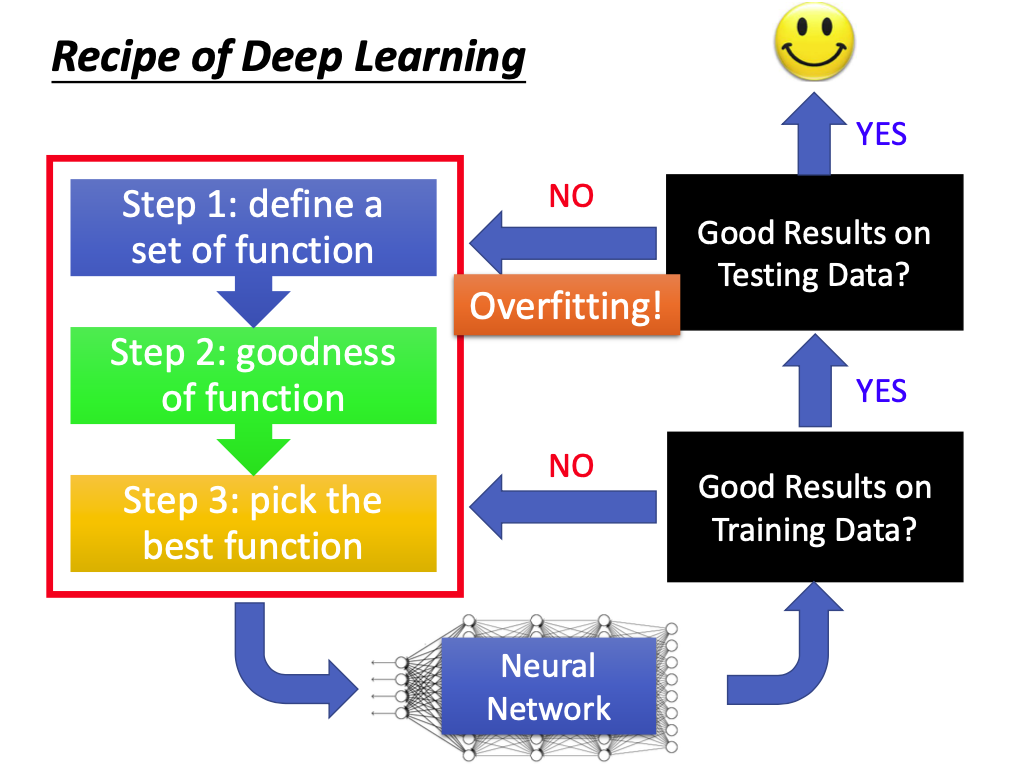 Recipe of Deep Learning
YES
Step 1: define a
set of function
NO
Good Results on
Testing Data?
Overfitting!
Step 2: goodness
of function
YES
Step 3: pick the
best function
NO
Good Results on
Training Data?
Neural
Network